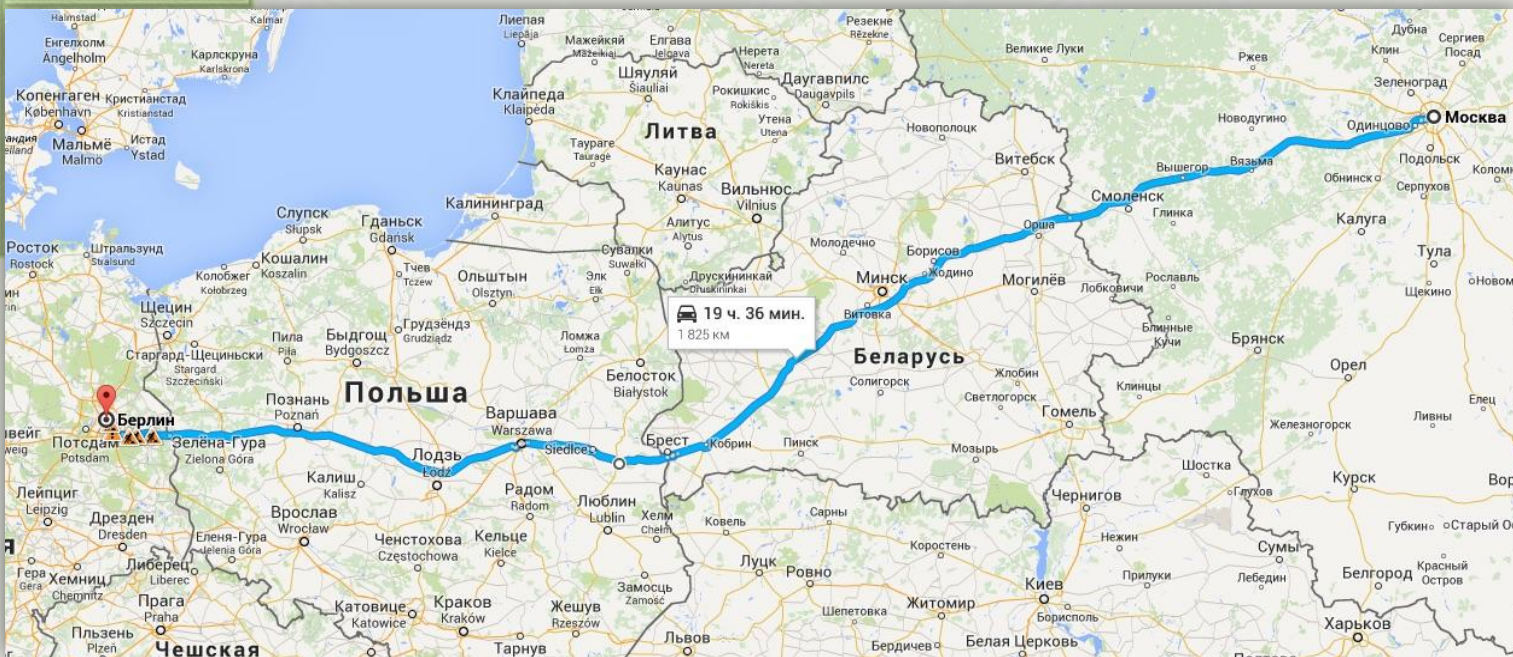 Halmstad
Kalmar
Кальмар
Энгелхолм
Ängelholm
Карлскруна
Karlskrona
Копенгаген
København
Кристианстад
Kristianstad
Мальмё
Malmö
Истад
Ystad
Лиепая
Liepāja
Мажейкяй
Mažeikiai
Елгава
Jelgava
Нерета
Nereta
Резекне
Rēzekne
Шяуляй
Šiauliai
Даугавпилс
Daugavpils
Рокишкис
Rokiškis
Клайпеда
Klaipėda
Утена
Utena
Литва
Таураге
Tauragė
Каунас
Kaunas
Вильнюс
Vilnius
Алитус
Alytus
Друскининкай
Druskininkai
Калининград
Великие Луки
Ржев
Клин
Дубна
Сергиев
Посад
Зеленоград
Новодугино
Одинцово
Москва
Подольск
Вышегор
Вязьма
Обнинск
Серпухов
Калуга
Тула
Щекино
Новополоцк
Витебск
Смоленск
Глинка
Орша
Рославль
Молодечно
Борисов
Жодино
Минск
Могилёв
Лобковичи
Витовка
Беларусь
Солигорск
Жлобин
Светлогорск
Гомель
Блинные
Кучи
Клинцы
Брянск
Орел
Елец
Ливны
Железногорск
19 ч. 36 мин.
1 825 км
Слупск
Słupsk
Гданьск
Gdańsk
Росток
Rostock
Штральзунд
Stralsund
Колобжег
Kołobrzeg
Кошалин
Koszalin
Тчев
Tczew
Ольштын
Olsztyn
Элк
Ełk
Сувалки
Suwałki
Щецин
Szczecin
Пила
Piła
Быдгощ
Bydgoszcz
Грудзёндз
Grudziądz
Ломжа
Łomża
Старгард-Щециньски
Stargard
Szczeciński
Белосток
Białystok
Польша
Познань
Poznań
Варшава
Warszawa
Берлин
Потсдам
Potsdam
Зелёна-Гура
Zielona Góra
Лодзь
Łódź
Siedlce
Брест
Кобрин
Пинск
Мозырь
Калиш
Kalisz
Радом
Radom
Люблин
Lublin
Хелм
Chełm
Лейпциг
Leipzig
Дрезден
Dresden
Врослав
Wrocław
Еленя-Гура
Jelenia Góra
Ченстохова
Częstochowa
Кельце
Kielce
Замосць
Zamość
Гера
Gera
Хемниц
Chemnitz
Либерец
Liberec
Прага
Praha
Пльзень
Plzeň
Чешская
Катовице
Katowice
Краков
Kraków
Жешув
Rzeszów
Тарнув
Ковель
Сарны
Луцк
Ровно
Коростень
Шепетовка
Житомир
Бердичев
Белая Церковь
Львов
Чернигов
Нежин
Киев
Борисполь
Прилуки
Шостка
Глухов
Сумы
Лебедин
Курск
Губкин
Белгород
Красный
Остров
Харьков